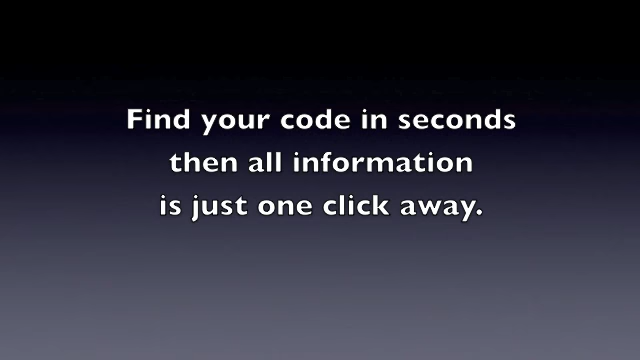 Find your code in seconds
then all information
is just one click away.